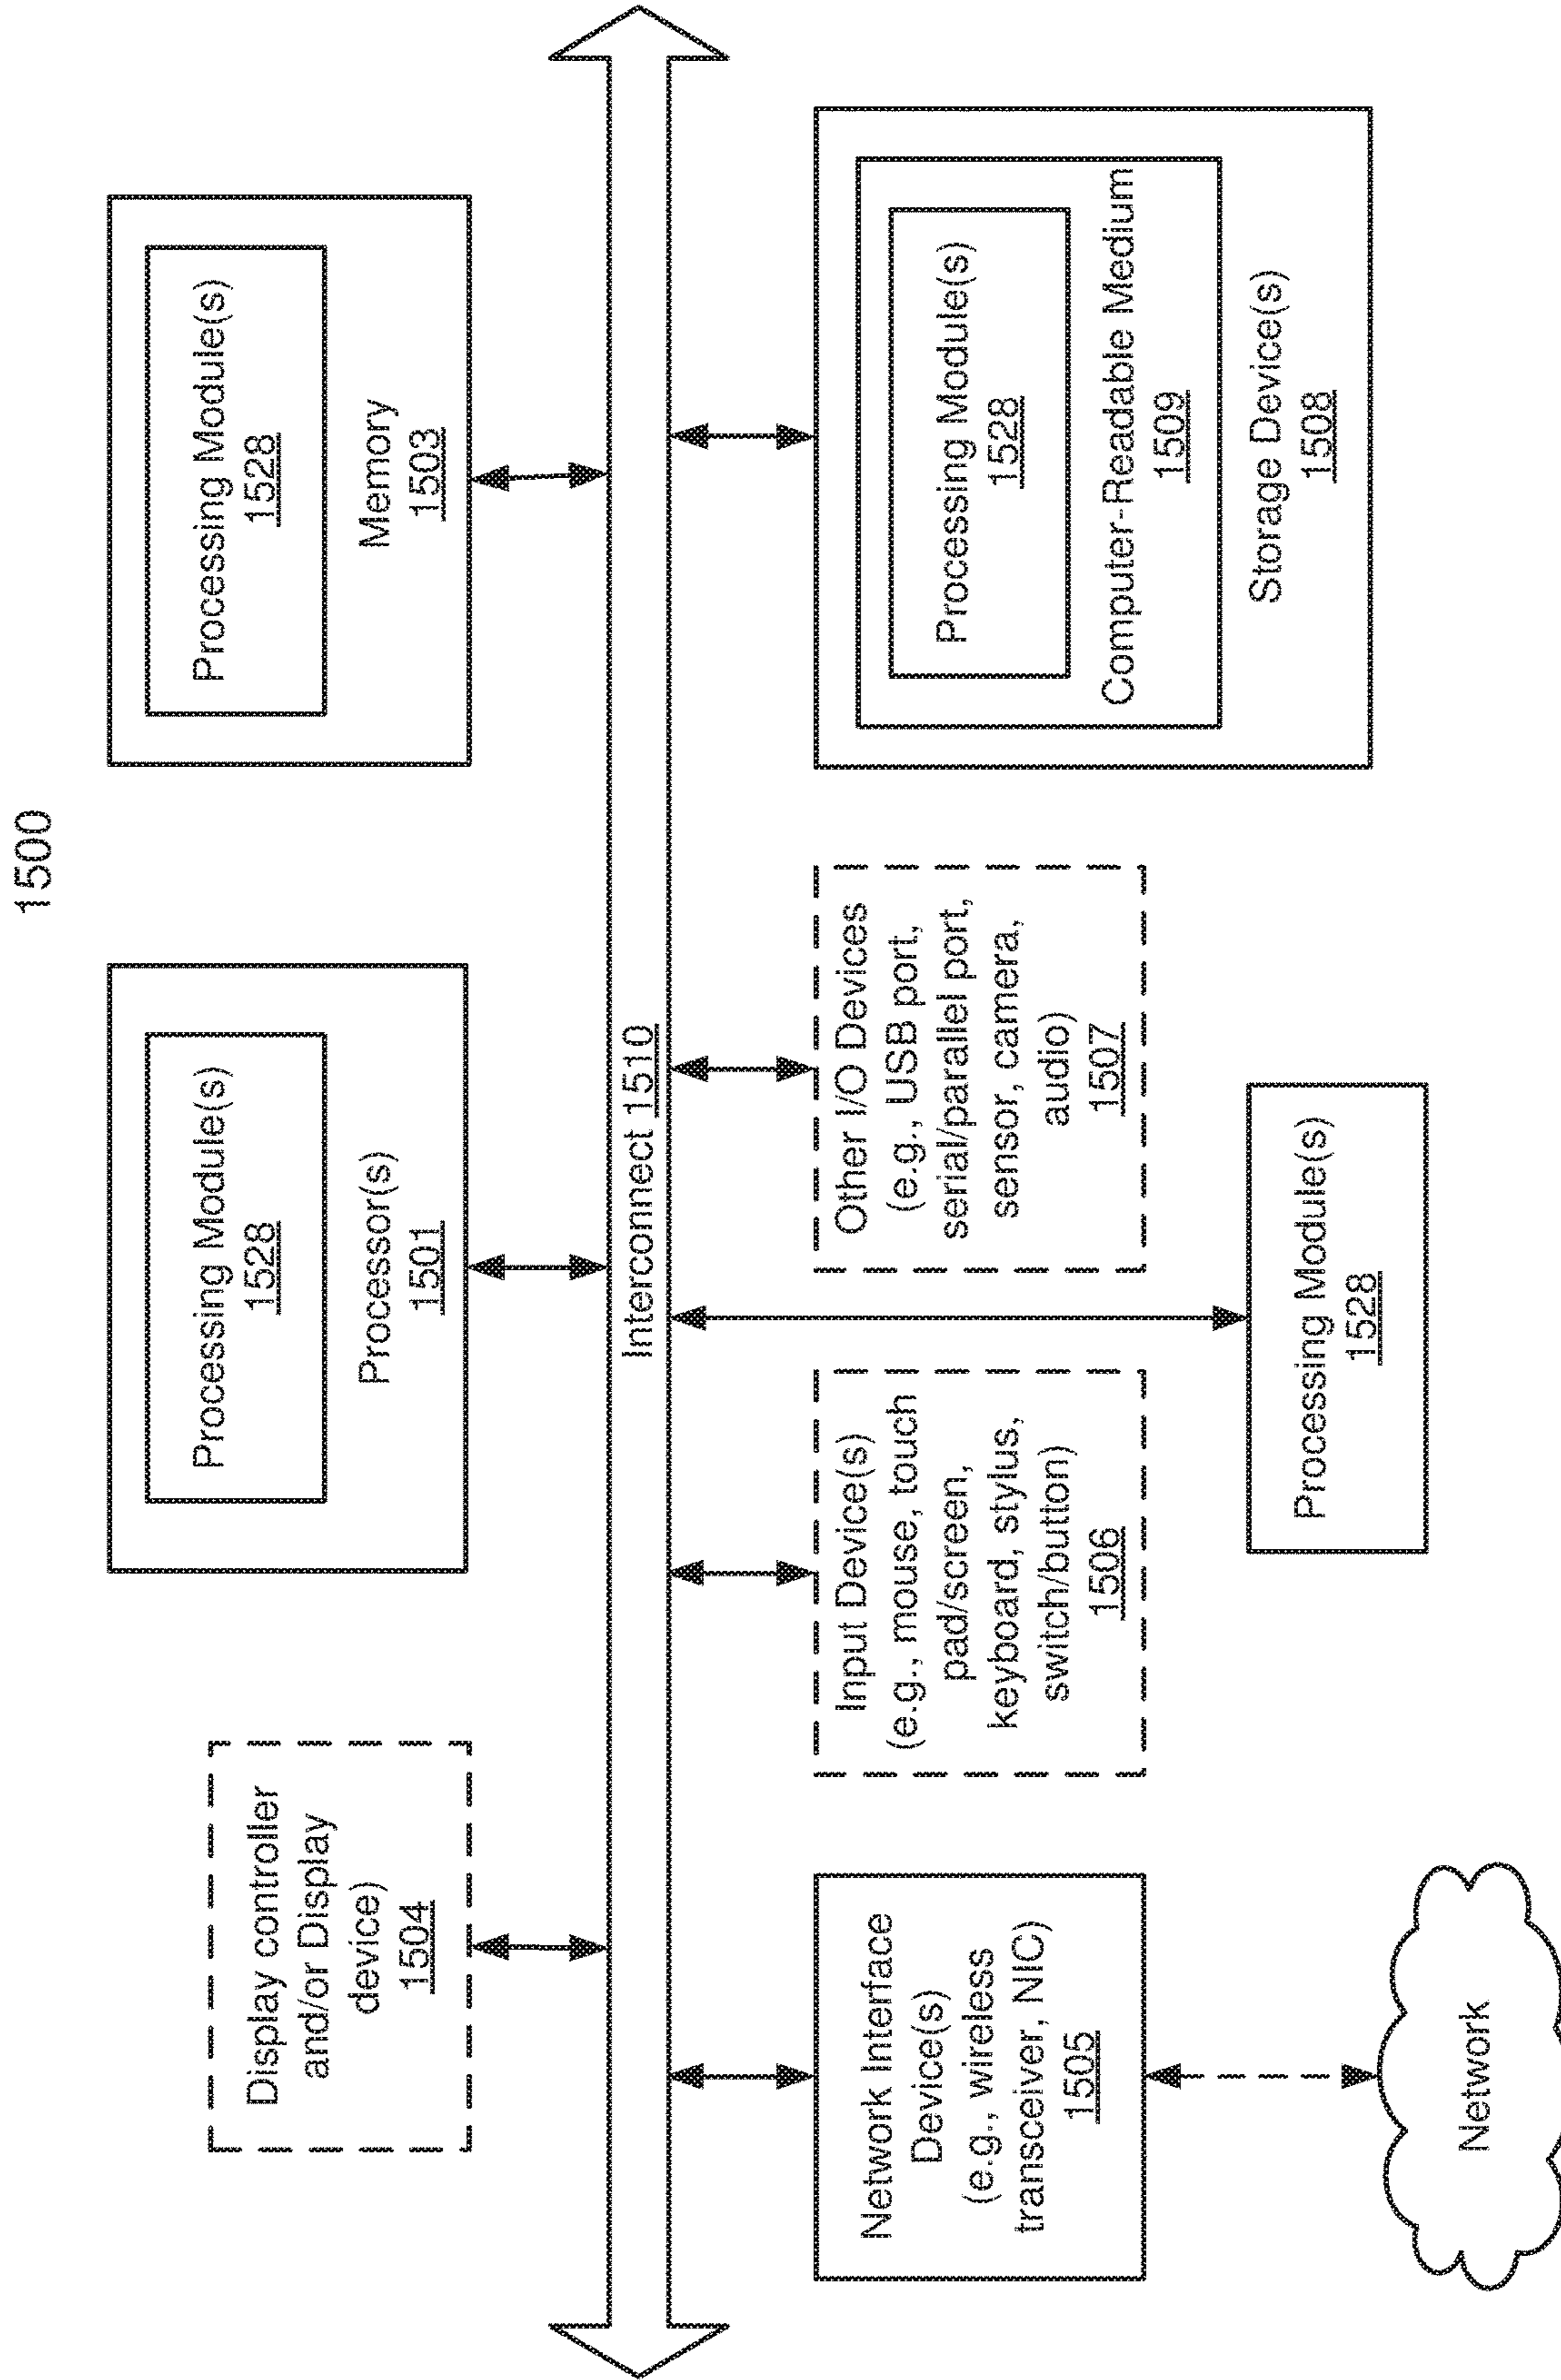 1500
Display controller
and/or Display
device)
1504
Processing Module(s)
1528
Processor(s)
1501
Processing Module(s)
1528
Memory
1503
Interconnect 1510
Network Interface
Device(s)
(e.g., wireless
transceiver, NIC)
1505
Input Device(s)
(e.g., mouse, touch
pad/screen,
keyboard, stylus,
switch/button)
1506
Other I/O Devices
(e.g., USB port,
serial/parallel port,
sensor, camera,
audio)
1507
Processing Module(s)
1528
Computer-Readable Medium
1509
Storage Device(s)
1508
Processing Module(s)
1528
Network